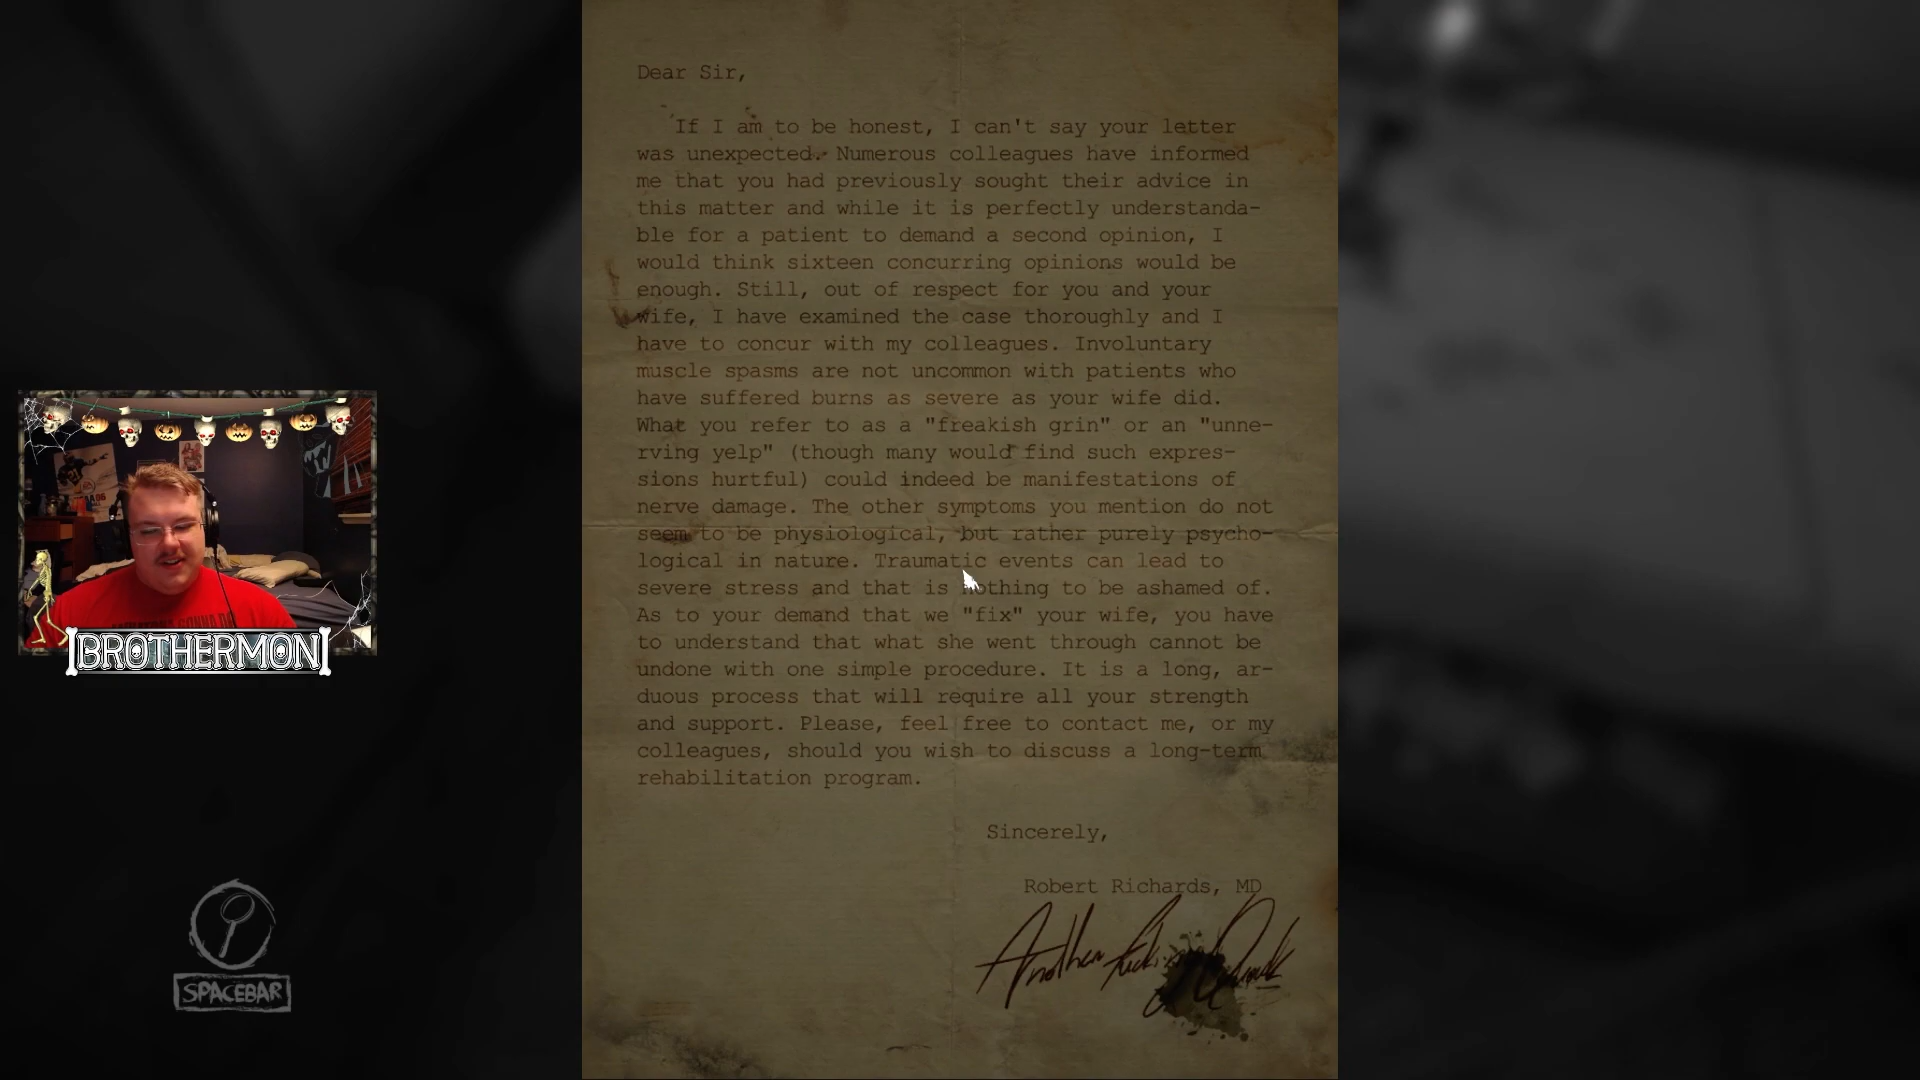 Dear Sir,
If I am to be honest, I can't say your letter
was unexpected. Numerous colleagues have informed
me that you had previously sought their advice in
this matter and while it is perfectly understanda-
ble for a patient to demand a second opinion, I
would think sixteen concurring opinions would be
enough. Still, out of respect for you and your
wife, I have examined the case thoroughly and I
have to concur with my colleagues. Involuntary
muscle spasms are not uncommon with patients who
have suffered burns as severe as your wife did.
What you refer to as a "freakish grin" or an "unne-
rving yelp" (though many would find such expres-
sions hurtful) could indeed be manifestations of
nerve damage. The other symptoms you mention do not
seem to be physiological, but rather purely psycho-
logical in nature. Traumatic events can lead to
severe stress and that is nothing to be ashamed of.
As to your demand that we "fix" your wife, you have
to understand that what she went through cannot be
undone with one simple procedure. It is a long, ar-
duous process that will require all your strength
and support. Please, feel free to contact me, or my
colleagues, should you wish to discuss a long-term
rehabilitation program.
Sincerely,
Robert Richards, MD
Another
BROTHERMON
SPACEBAR